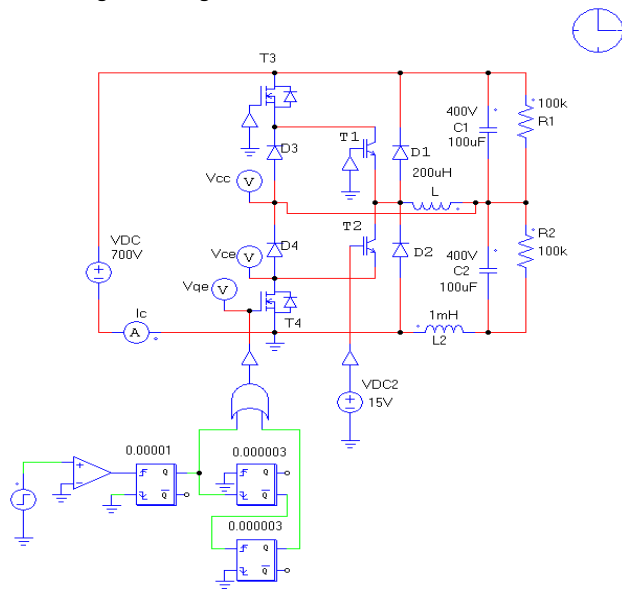 T3
400V
C1
100uF
100k
R1
T1
D3
D1
200uH
L
Vcc
V
T2
R2
100k
VDC
700V
D4
Vce
V
D2
400V
C2
100uF
Vqe
V
T4
Ic
A
1mH
L2
VDC2
15V
0.00001
0.000003
Q
Q
Q
Q
0.000003
Q
Q